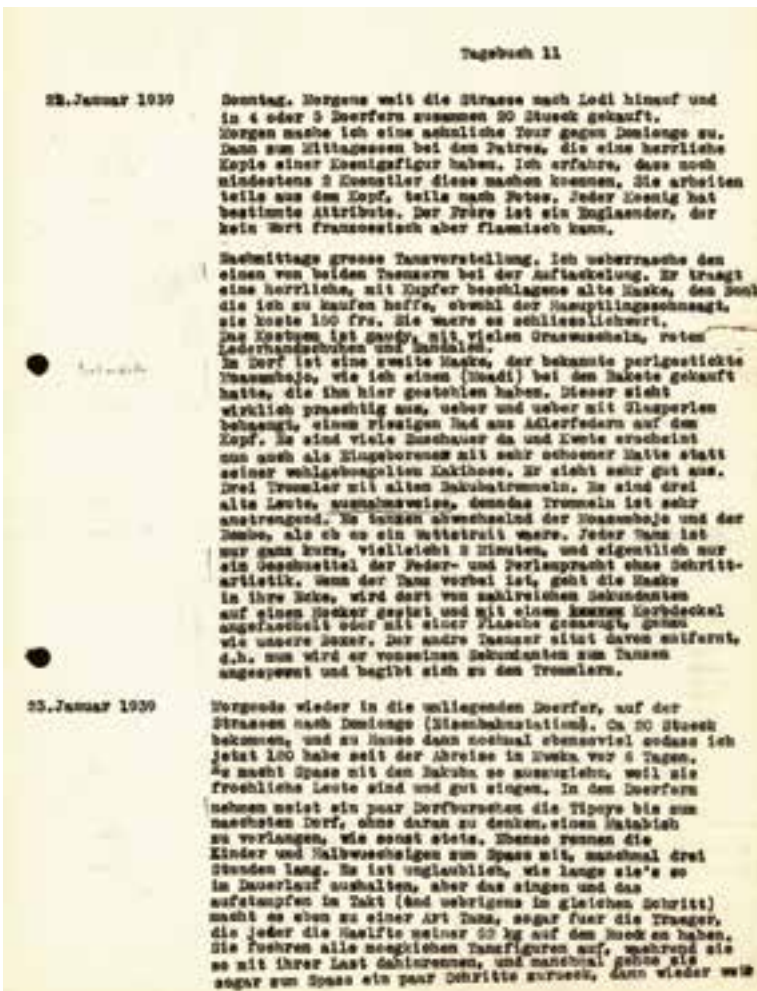 Tagebuch 11
22.Januar 1939
Sonntag. Morgens weit die Strasse nach Lodi hinauf und
in 4 oder 5 Doerfern zusammen 20 Stueck gekauft.
Morgen mache ich eine aehnliche Tour gegen Domiongo zu.
Dann zum Mittagessen bei den Patres, die eine herrliche
Kopie einer Koenigsfigur haben. Ich erfahre, dass noch
mindestens 2 Kuenstler diese machen koennen. Sie arbeiten
teils aus dem Kopf, teils nach Fotos. Jeder Koenig hat
bestimmte Attribute. Der Frère ist ein Englaender, der
kein Wort franzoesisch aber flaemisch kann.
Nachmittags grosse Tanzvorstellung. Ich ueberrasche den
einen von beiden Taenzern bei der Auftackelung. Er traegt
eine herrliche, mit Kupfer beschlagene alte Maske, den
die ich zu kaufen hoffe, obwohl der Haeuptlingssohnsagt,
sie koste 150 frs. Sie waere es schliesslichwert.
Das Kostuem ist gaudy, mit vielen Graswuscheln, roten
Lederhandschuhen und Sandalen.
Im Dorf ist eine zweite Maske, der bekannte perlgestickte
wie ich einen (Muadi) bei den Bakete gekauft
hatte, die ihn hier gestohlen haben. Dieser sieht
wirklich praechtig aus, ueber und ueber mit Glasperlen
behaengt, einem riesigen Rad aus Adlerfedern auf dem
Kopf. Es sind viele Zuschauer da und Kwete erscheint
nun auch als Eingeborener mit sehr schoener Matte statt
seiner wohlgebuegelten Kakihose. Er sieht sehr gut aus.
Drei Trommler mit alten Bakubatrommeln. Es sind drei
alte Leute, ausnahmsweise, denndas Trommeln ist sehr
anstrengend. Es tanzen abwechselnd der und der
Bombo, als ob es ein Wettstreit waere. Jeder Tanz ist
nur ganz kurz, vielleicht 2 Minuten, und eigentlich nur
ein Geschuettel der Feder- und Perlenpracht ohne Schritt-
artistik. Wenn der Tanz vorbei ist, geht die Maske
in ihre Ecke, wird dort von zahlreichen Sekundanten
auf einen Hocker gesetzt und mit einem Korbdeckel
angefaechelt oder mit einer Flasche genaeugt, genau
wie unsere Boxer. Der andre Taenzer sitzt davon entfernt,
d.h. nun wird er vonseinen Sekundanten zum Tanzen
angespornt und begibt sich zu den Trommlern.
23.Januar 1939
Morgends wieder in die umliegenden Doerfer, auf der
Strassen nach Domiongo (Eisenbahnstation). Ca 20 Stueck
bekommen, und zu Hause dann nochmal ebensoviel sodass ich
jetzt 120 habe seit der Abreise in Mweka vor 6 Tagen.
Es macht Spass mit den Bakuba so auszuziehn, weil sie
froehliche Leute sind und gut singen. In den Doerfern
nehmen meist ein paar Dorfburschen die Tipoye bis zum
naechsten Dorf, ohne daran zu denken, einen Matabish
zu verlangen, wie sonst stets. Ebenso rennen die
Kinder und Halbwuechsigen zum Spass mit, manchmal drei
Stunden lang. Es ist unglaublich, wie lange sie's so
im Dauerlauf aushalten, aber das singen und das
aufstampfen im Takt (und uebrigens im gleichen Schritt)
macht es eben zu einer Art Tanz, sogar fuer die Traeger,
die jeder die Haelfte meiner kg auf dem Ruecken haben.
Sie fuehren alle moeglichen Tanzfiguren auf, waehrend sie
so mit ihrer Last dahinrennen, und manchmal gehne sie
sogar zum Spass ein paar Schritte zurueck, dann wieder